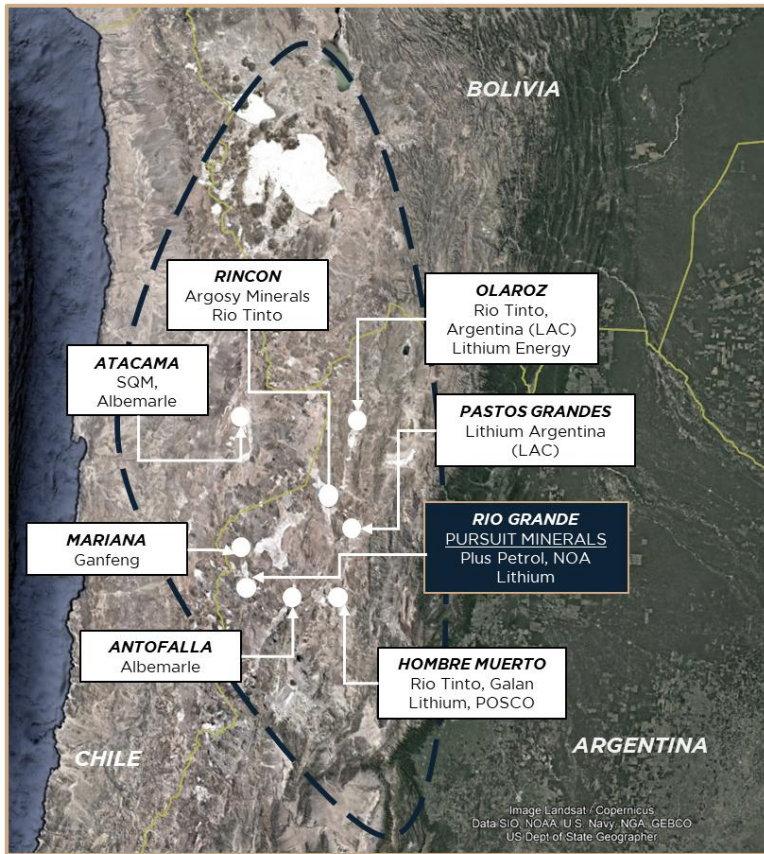 BOLIVIA
RINCON
Argosy Minerals
Rio Tinto
OLAROZ
Rio Tinto,
Argentina (LAC)
Lithium Energy
ATACAMA
SQM,
Albemarle
PASTOS GRANDES
Lithium Argentina
(LAC)
RIO GRANDE
PURSUIT MINERALS
Plus Petrol, NOA
Lithium
MARIANA
Ganfeng
ANTOFALLA
Albemarle
HOMBRE MUERTO
Rio Tinto, Galan
Lithium, POSCO
CHILE
ARGENTINA
Image Landsat / Copernicus
Data SIO, NOAA, U.S. Navy, NGA, GEBCO
US Dept of State Geographer